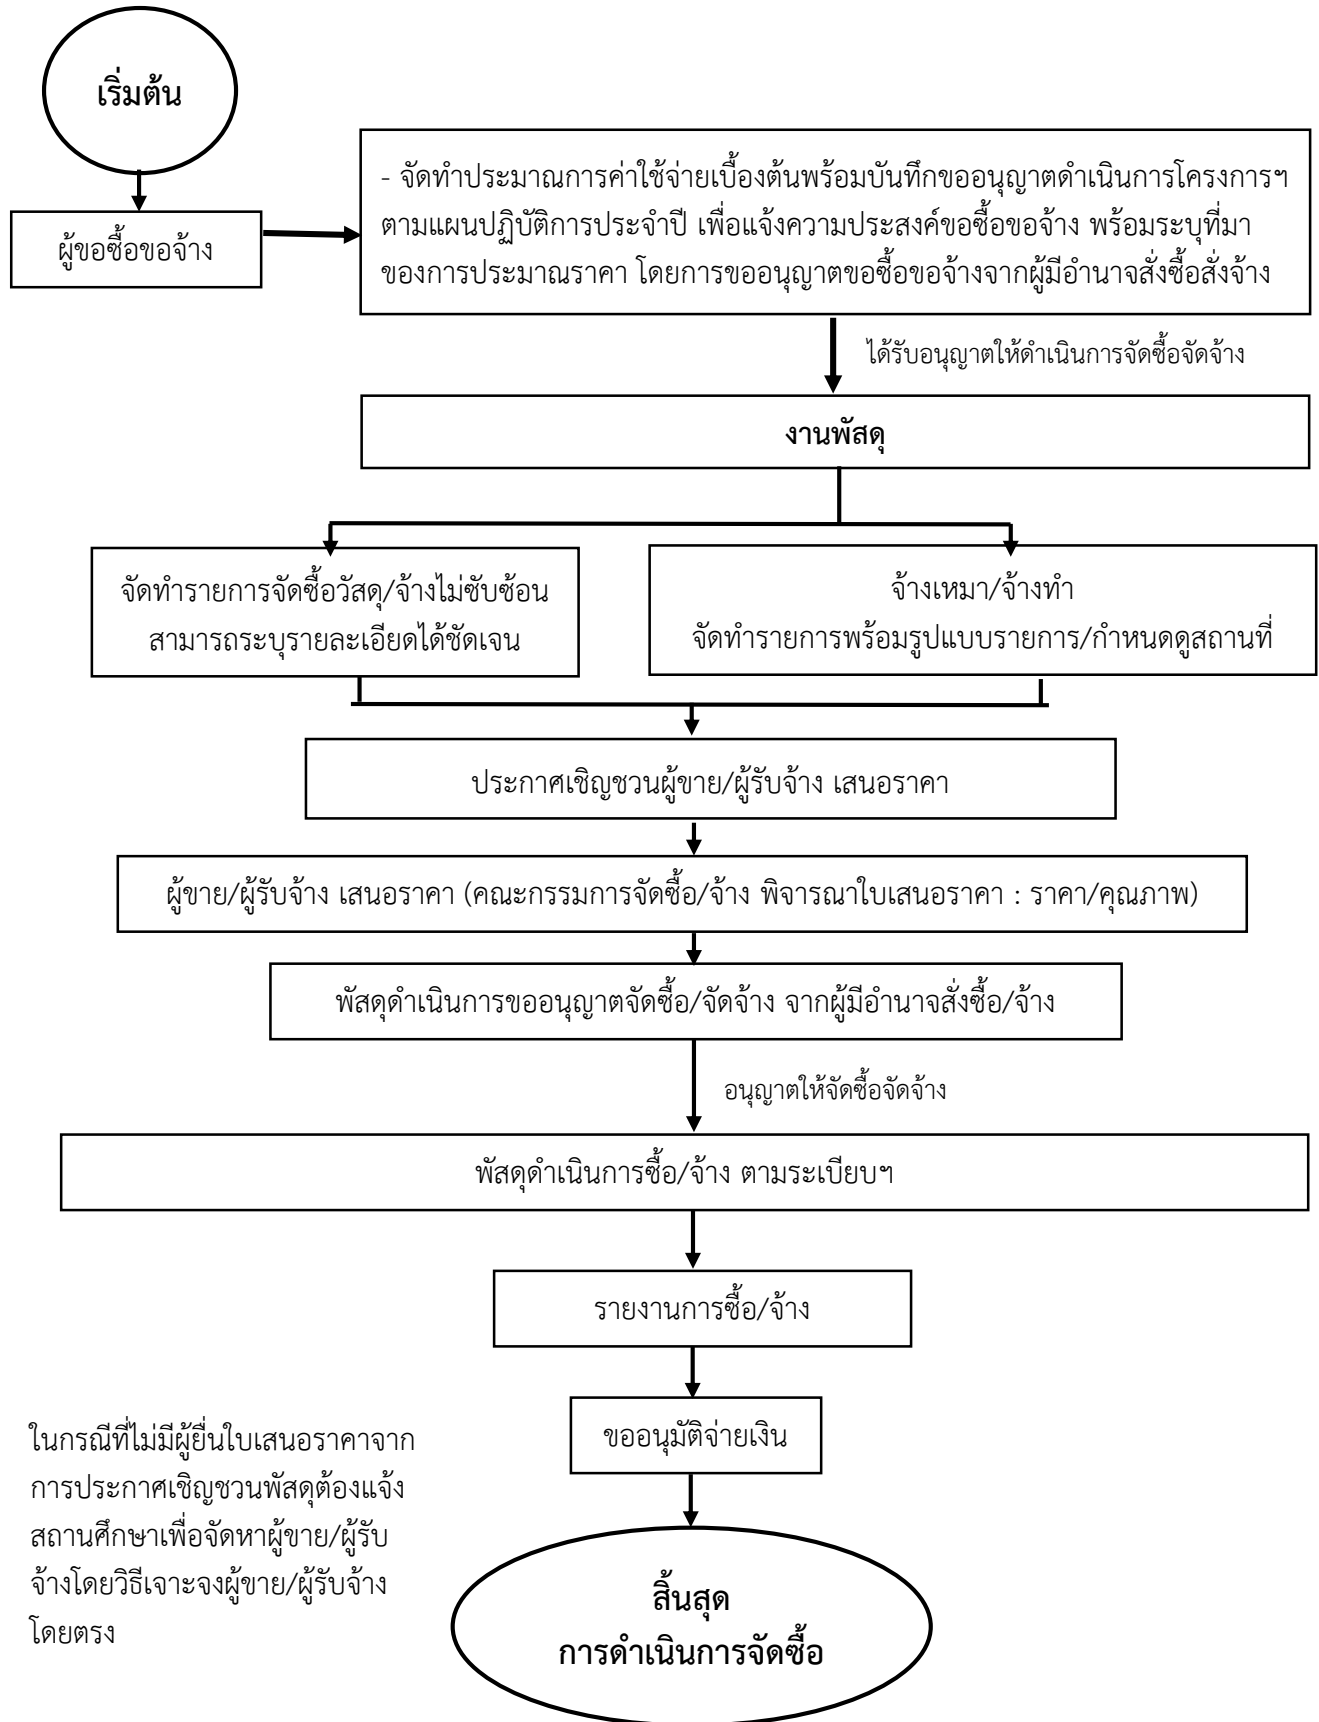 เริ่มต้น
ผู้ขอซื้อขอจ้าง
- จัดทำประมาณการค่าใช้จ่ายเบื้องต้นพร้อมบันทึกขออนุญาตดำเนินการโครงการฯ
ตามแผนปฏิบัติการประจำปี เพื่อแจ้งความประสงค์ขอซื้อขอจ้าง พร้อมระบุที่มา
ของการประมาณราคา โดยการขออนุญาตขอซื้อขอจ้างจากผู้มีอำนาจสั่งซื้อสั่งจ้าง
ได้รับอนุญาตให้ดำเนินการจัดซื้อจัดจ้าง
งานพัสดุ
จัดทำรายการจัดซื้อวัสดุ/จ้างไม่ซับซ้อน
สามารถระบุรายละเอียดได้ชัดเจน
จ้างเหมา/จ้างทำ
จัดทำรายการพร้อมรูปแบบรายการ/กำหนดดูสถานที่
ประกาศเชิญชวนผู้ขาย/ผู้รับจ้าง เสนอราคา
ผู้ขาย/ผู้รับจ้าง เสนอราคา (คณะกรรมการจัดซื้อ/จ้าง พิจารณาใบเสนอราคา : ราคา/คุณภาพ)
พัสดุดำเนินการขออนุญาตจัดซื้อ/จัดจ้าง จากผู้มีอำนาจสั่งซื้อ/จ้าง
อนุญาตให้จัดซื้อจัดจ้าง
พัสดุดำเนินการซื้อ/จ้าง ตามระเบียบฯ
รายงานการซื้อ/จ้าง
ขออนุมัติจ่ายเงิน
ในกรณีที่ไม่มีผู้ยื่นใบเสนอราคาจาก
การประกาศเชิญชวนพัสดุต้องแจ้ง
สถานศึกษาเพื่อจัดหาผู้ขาย/ผู้รับ
จ้างโดยวิธีเจาะจงผู้ขาย/ผู้รับจ้าง
โดยตรง
สิ้นสุด
การดำเนินการจัดซื้อ